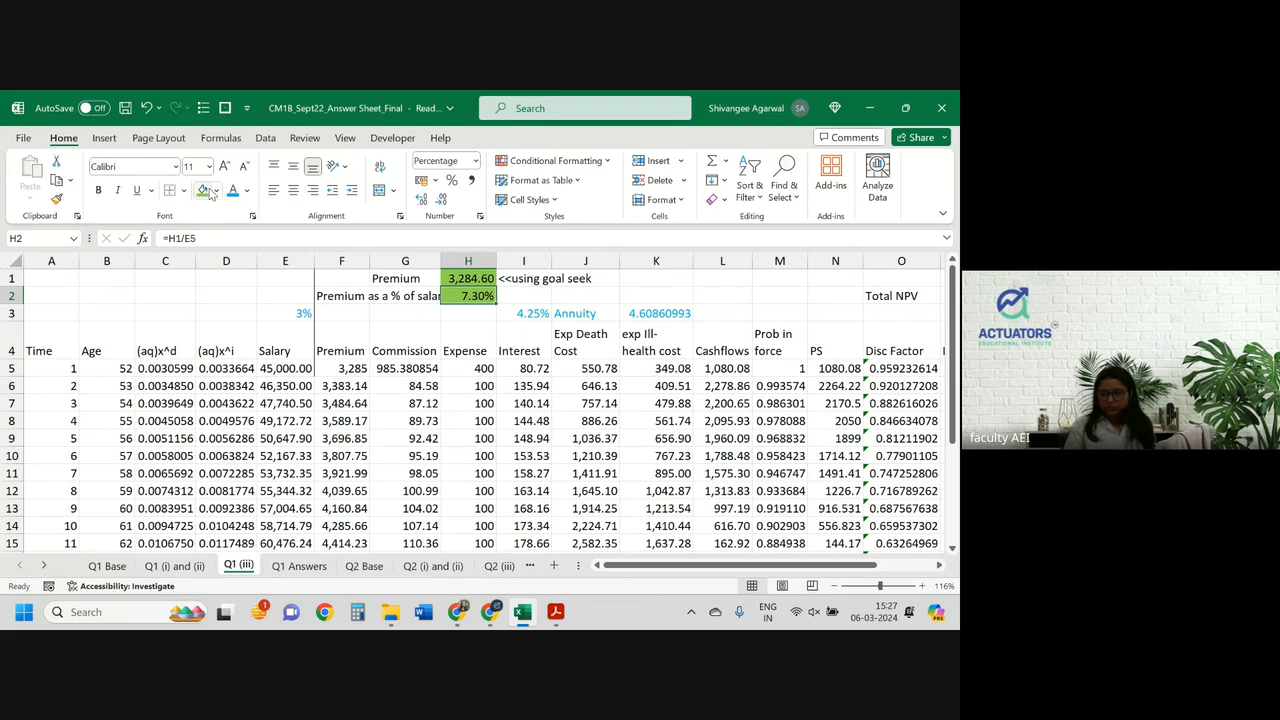 AutoSave Off CM1B_Sept22_Answer Sheet_Final - Read... Search Shivangee Agarwal SA
File Home Insert Page Layout Formulas Data Review View Developer Help Comments Share
Calibri 11 A A Percentage Conditional Formatting Insert
Paste Format as Table Delete Sort & Find & Add-ins Analyze
B I U A % Cell Styles Format Filter Select Data
Clipboard Font Alignment Number Styles Cells Editing Add-ins
H2 fx =H1/E5
A B C D E F G H I J K L M N O
1 Premium 3,284.60 <<using goal seek
2 Premium as a % of salar 7.30% Total NPV
3 3% 4.25% Annuity 4.60860993
Exp Death exp Ill- Prob in
4 Time Age (aq)x^d (aq)x^i Salary Premium Commission Expense Interest Cost health cost Cashflows force PS Disc Factor
5 1 52 0.0030599 0.0033664 45,000.00 3,285 985.380854 400 80.72 550.78 349.08 1,080.08 1 1080.08 0.959232614
6 2 53 0.0034850 0.0038342 46,350.00 3,383.14 84.58 100 135.94 646.13 409.51 2,278.86 0.993574 2264.22 0.920127208
7 3 54 0.0039649 0.0043622 47,740.50 3,484.64 87.12 100 140.14 757.14 479.88 2,200.65 0.986301 2170.5 0.882616026
8 4 55 0.0045058 0.0049576 49,172.72 3,589.17 89.73 100 144.48 886.26 561.74 2,095.93 0.978088 2050 0.846634078
9 5 56 0.0051156 0.0056286 50,647.90 3,696.85 92.42 100 148.94 1,036.37 656.90 1,960.09 0.968832 1899 0.81211902
10 6 57 0.0058005 0.0063824 52,167.33 3,807.75 95.19 100 153.53 1,210.39 767.23 1,788.48 0.958423 1714.12 0.77901105
11 7 58 0.0065692 0.0072285 53,732.35 3,921.99 98.05 100 158.27 1,411.91 895.00 1,575.30 0.946747 1491.41 0.747252806
12 8 59 0.0074312 0.0081774 55,344.32 4,039.65 100.99 100 163.14 1,645.10 1,042.87 1,313.83 0.933684 1226.7 0.716789262
13 9 60 0.0083951 0.0092386 57,004.65 4,160.84 104.02 100 168.16 1,914.25 1,213.54 997.19 0.919110 916.531 0.687567638
14 10 61 0.0094725 0.0104248 58,714.79 4,285.66 107.14 100 173.34 2,224.71 1,410.44 616.70 0.902903 556.823 0.659537302
15 11 62 0.0106750 0.0117489 60,476.24 4,414.23 110.36 100 178.66 2,582.35 1,637.28 162.92 0.884938 144.17 0.63264969
Q1 Base Q1 (i) and (ii) Q1 (iii) Q1 Answers Q2 Base Q2 (i) and (ii) Q2 (iii) ...
Ready Accessibility: Investigate 116%
Search 1 ENG 15:27
IN 06-03-2024
ACTUATORS
EDUCATIONAL INSTITUTE
faculty AEI